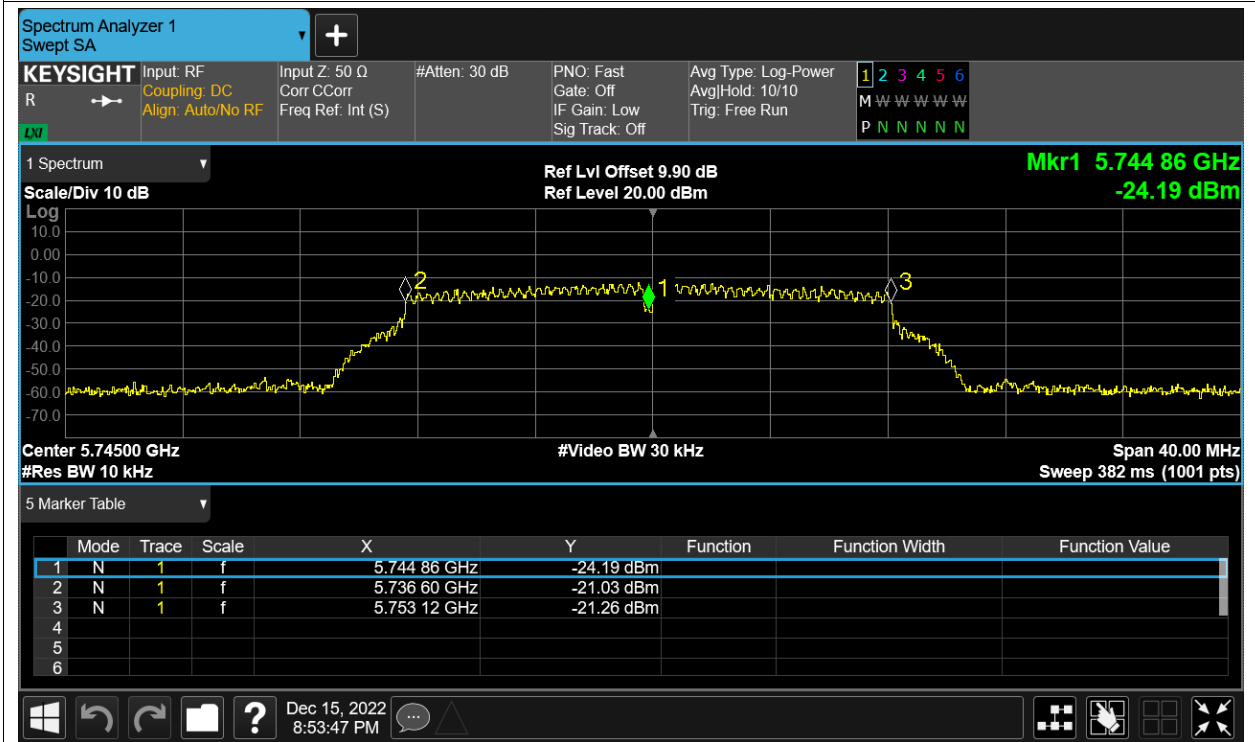 Spectrum Analyzer 1
Swept SA
+
KEYSIGHT Input: RF Input Z: 50 Ω #Atten: 30 dB PNO: Fast Avg Type: Log-Power 1 2 3 4 5 6
R Coupling: DC Corr CCorr Gate: Off Avg|Hold: 10/10 M W W W W W
Align: Auto/No RF Freq Ref: Int (S) IF Gain: Low Trig: Free Run
LXI Sig Track: Off P N N N N N
1 Spectrum Ref Lvl Offset 9.90 dB Mkr1 5.744 86 GHz
Scale/Div 10 dB Ref Level 20.00 dBm -24.19 dBm
Log
10.0
0.00
-10.0
2
3
1
-20.0
-30.0
-40.0
-50.0
-60.0
-70.0
Center 5.74500 GHz #Video BW 30 kHz Span 40.00 MHz
#Res BW 10 kHz Sweep 382 ms (1001 pts)
5 Marker Table
Mode Trace Scale X Y Function Function Width Function Value
1 N 1 f 5.744 86 GHz -24.19 dBm
2 N 1 f 5.736 60 GHz -21.03 dBm
3 N 1 f 5.753 12 GHz -21.26 dBm
4
5
6
? Dec 15, 2022
8:53:47 PM